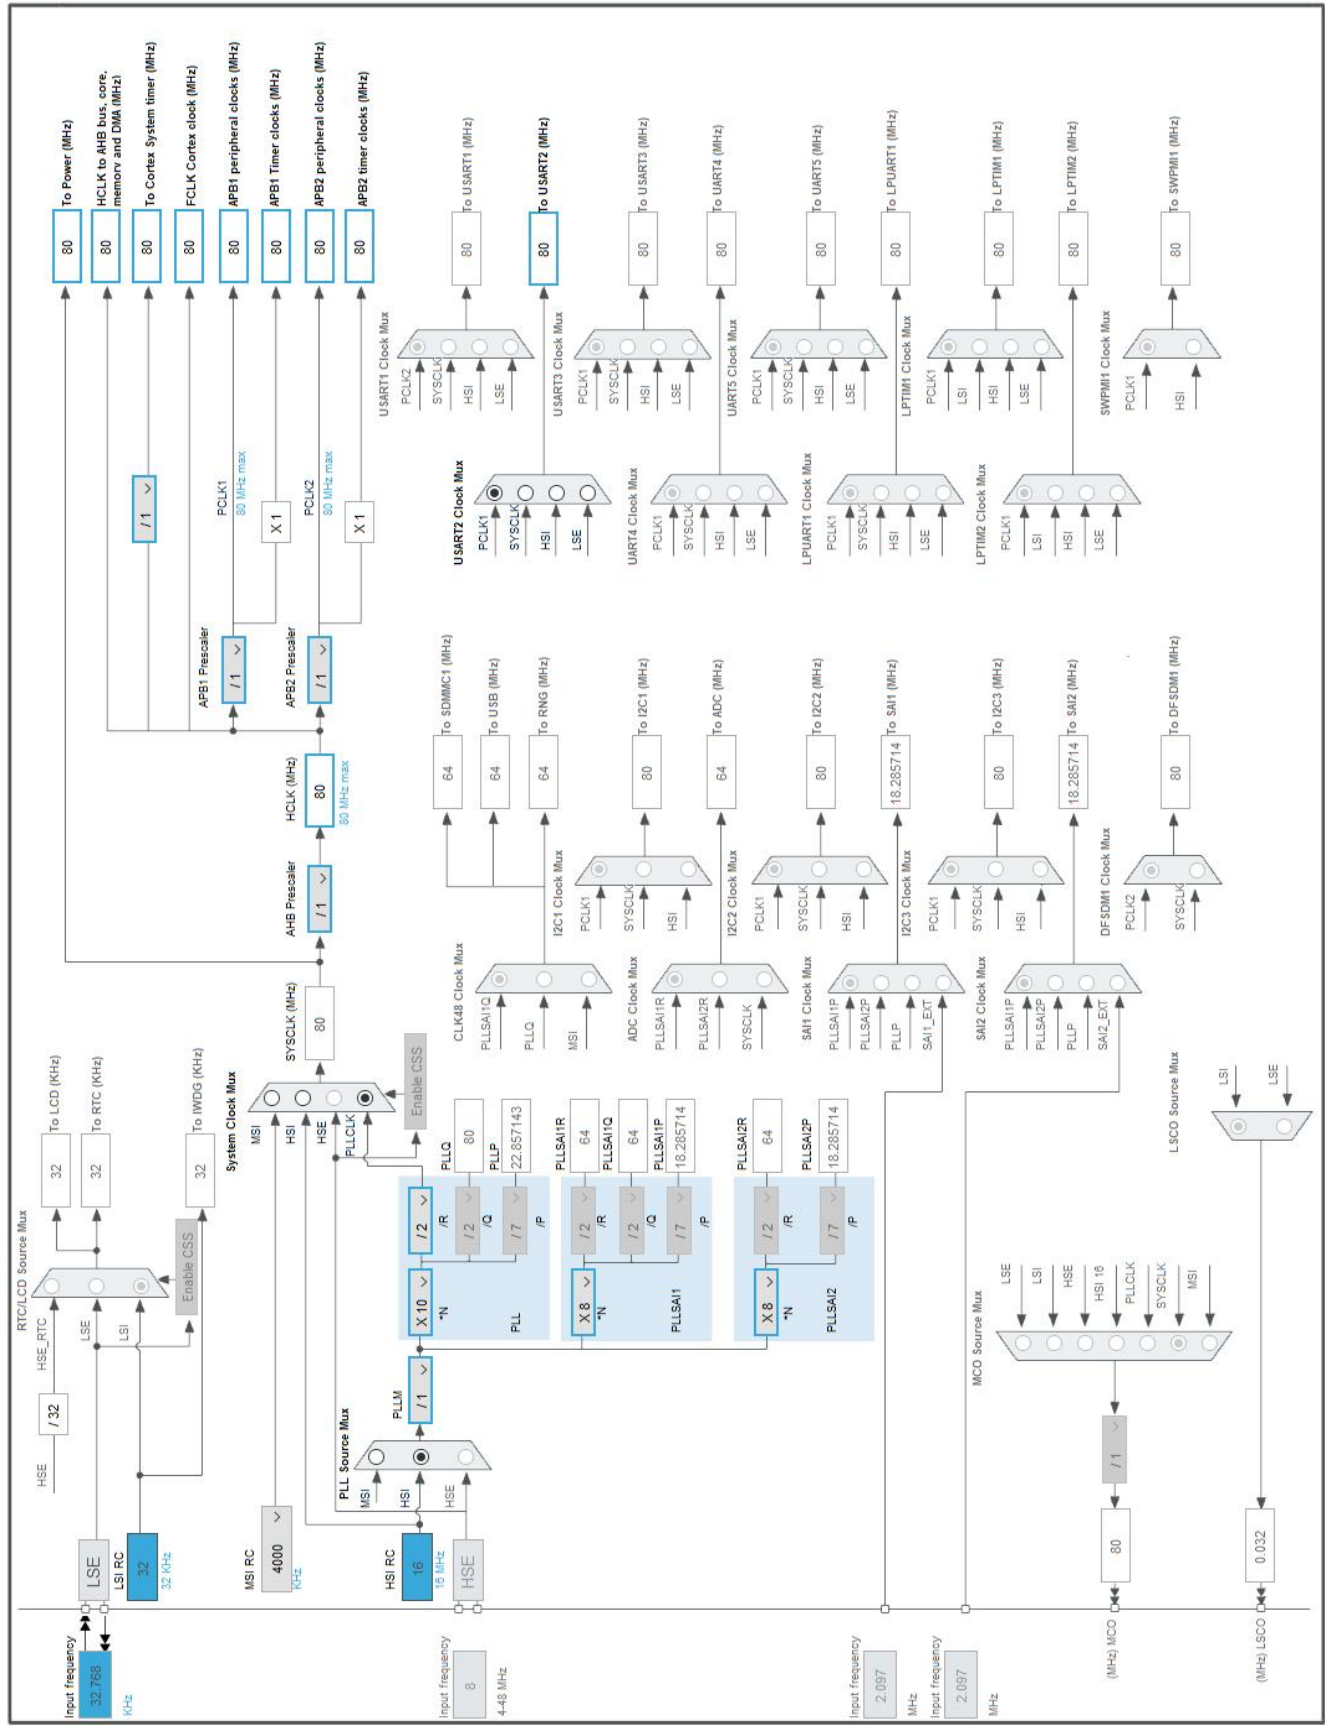 Input frequency
32.768
KHz
LSE
LSI RC
32
32 KHz
HSE
/ 32
HSE_RTC
LSE
LSI
RTC/LCD Source Mux
Enable CSS
32
To LCD (KHz)
32
To RTC (KHz)
32
To IWDG (KHz)
MSI RC
4000
KHz
HSI RC
16
16 MHz
Input frequency
8
4-48 MHz
HSE
PLL Source Mux
MSI
HSI
HSE
PLLM
/ 1
X 10
*N
PLL
/ 2
/R
/ 2
/Q
/ 7
/P
PLLQ
80
PLLP
22.857143
X 8
*N
PLLSAI1
/ 2
/R
/ 2
/Q
/ 7
/P
PLLSAI1R
64
PLLSAI1Q
64
PLLSAI1P
18.285714
X 8
*N
PLLSAI2
/ 2
/R
/ 7
/P
PLLSAI2R
64
PLLSAI2P
18.285714
System Clock Mux
MSI
HSI
HSE
PLLCLK
Enable CSS
SYSCLK (MHz)
80
AHB Prescaler
/ 1
HCLK (MHz)
80
80 MHz max
APB1 Prescaler
/ 1
APB2 Prescaler
/ 1
/ 1
PCLK1
80 MHz max
X 1
PCLK2
80 MHz max
X 1
80
To Power (MHz)
80
HCLK to AHB bus, core,
memory and DMA (MHz)
80
To Cortex System timer (MHz)
80
FCLK Cortex clock (MHz)
80
APB1 peripheral clocks (MHz)
80
APB1 Timer clocks (MHz)
80
APB2 peripheral clocks (MHz)
80
APB2 timer clocks (MHz)
CLK48 Clock Mux
PLLSAI1Q
PLLQ
MSI
64
To SDMMC1 (MHz)
64
To USB (MHz)
64
To RNG (MHz)
I2C1 Clock Mux
PCLK1
SYSCLK
HSI
80
To I2C1 (MHz)
ADC Clock Mux
PLLSAI1R
PLLSAI2R
SYSCLK
64
To ADC (MHz)
I2C2 Clock Mux
PCLK1
SYSCLK
HSI
80
To I2C2 (MHz)
SAI1 Clock Mux
PLLSAI1P
PLLSAI2P
PLLP
SAI1_EXT
18.285714
To SAI1 (MHz)
I2C3 Clock Mux
PCLK1
SYSCLK
HSI
80
To I2C3 (MHz)
SAI2 Clock Mux
PLLSAI1P
PLLSAI2P
PLLP
SAI2_EXT
18.285714
To SAI2 (MHz)
DFSDM1 Clock Mux
PCLK2
SYSCLK
80
To DFSDM1 (MHz)
USART1 Clock Mux
PCLK2
SYSCLK
HSI
LSE
80
To USART1 (MHz)
USART2 Clock Mux
PCLK1
SYSCLK
HSI
LSE
80
To USART2 (MHz)
USART3 Clock Mux
PCLK1
SYSCLK
HSI
LSE
80
To USART3 (MHz)
UART4 Clock Mux
PCLK1
SYSCLK
HSI
LSE
80
To UART4 (MHz)
UART5 Clock Mux
PCLK1
SYSCLK
HSI
LSE
80
To UART5 (MHz)
LPUART1 Clock Mux
PCLK1
SYSCLK
HSI
LSE
80
To LPUART1 (MHz)
LPTIM1 Clock Mux
PCLK1
LSI
HSI
LSE
80
To LPTIM1 (MHz)
LPTIM2 Clock Mux
PCLK1
LSI
HSI
LSE
80
To LPTIM2 (MHz)
SWPMI1 Clock Mux
PCLK1
HSI
80
To SWPMI1 (MHz)
Input frequency
2.097
MHz
Input frequency
2.097
MHz
(MHz) MCO
80
/ 1
MCO Source Mux
LSE
LSI
HSE
HSI 16
PLLCLK
SYSCLK
MSI
(MHz) LSCO
0.032
LSCO Source Mux
LSI
LSE